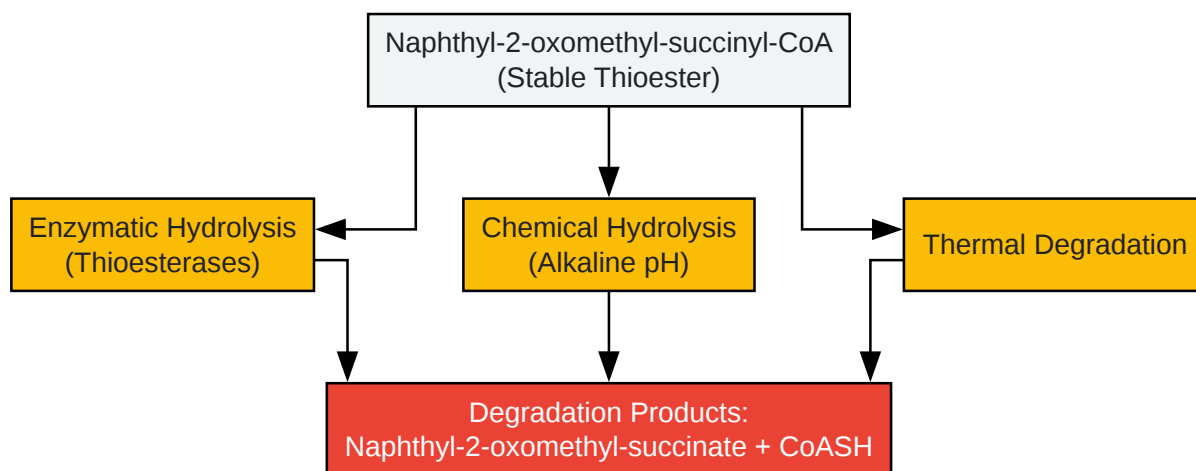 Naphthyl-2-oxomethyl-succinyl-CoA
(Stable Thioester)
Enzymatic Hydrolysis
(Thioesterases)
Chemical Hydrolysis
(Alkaline pH)
Thermal Degradation
Degradation Products:
Naphthyl-2-oxomethyl-succinate + CoASH